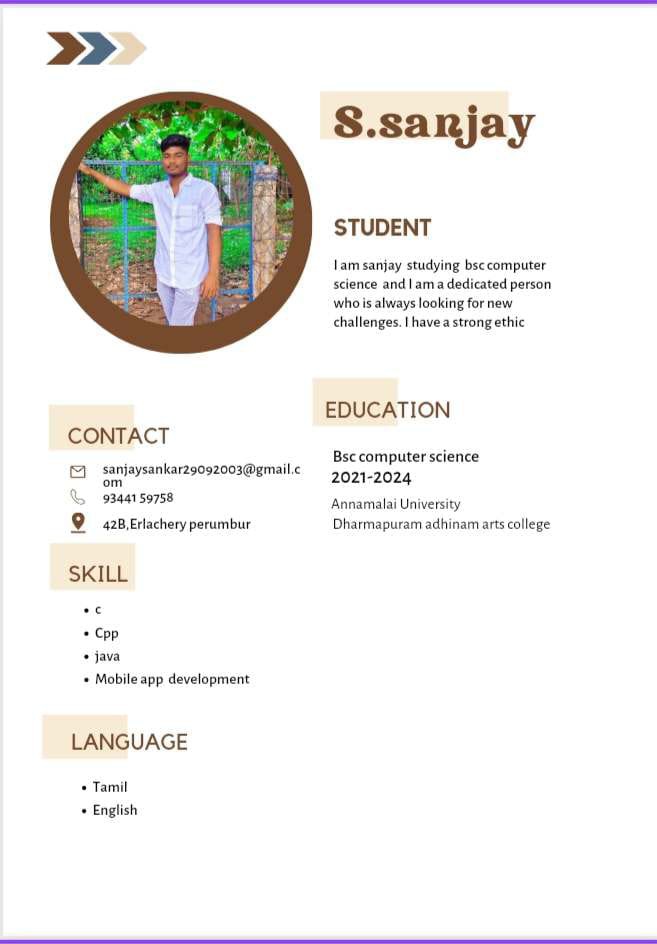 S.sanjay
STUDENT
I am sanjay studying bsc computer
science and I am a dedicated person
who is always looking for new
challenges. I have a strong ethic
CONTACT
sanjaysankar29092003@gmail.c
om
93441 59758
42B,Erlachery perumbur
EDUCATION
Bsc computer science
2021-2024
Annamalai University
Dharmapuram adhinam arts college
SKILL
• c
• Cpp
• java
• Mobile app development
LANGUAGE
• Tamil
• English